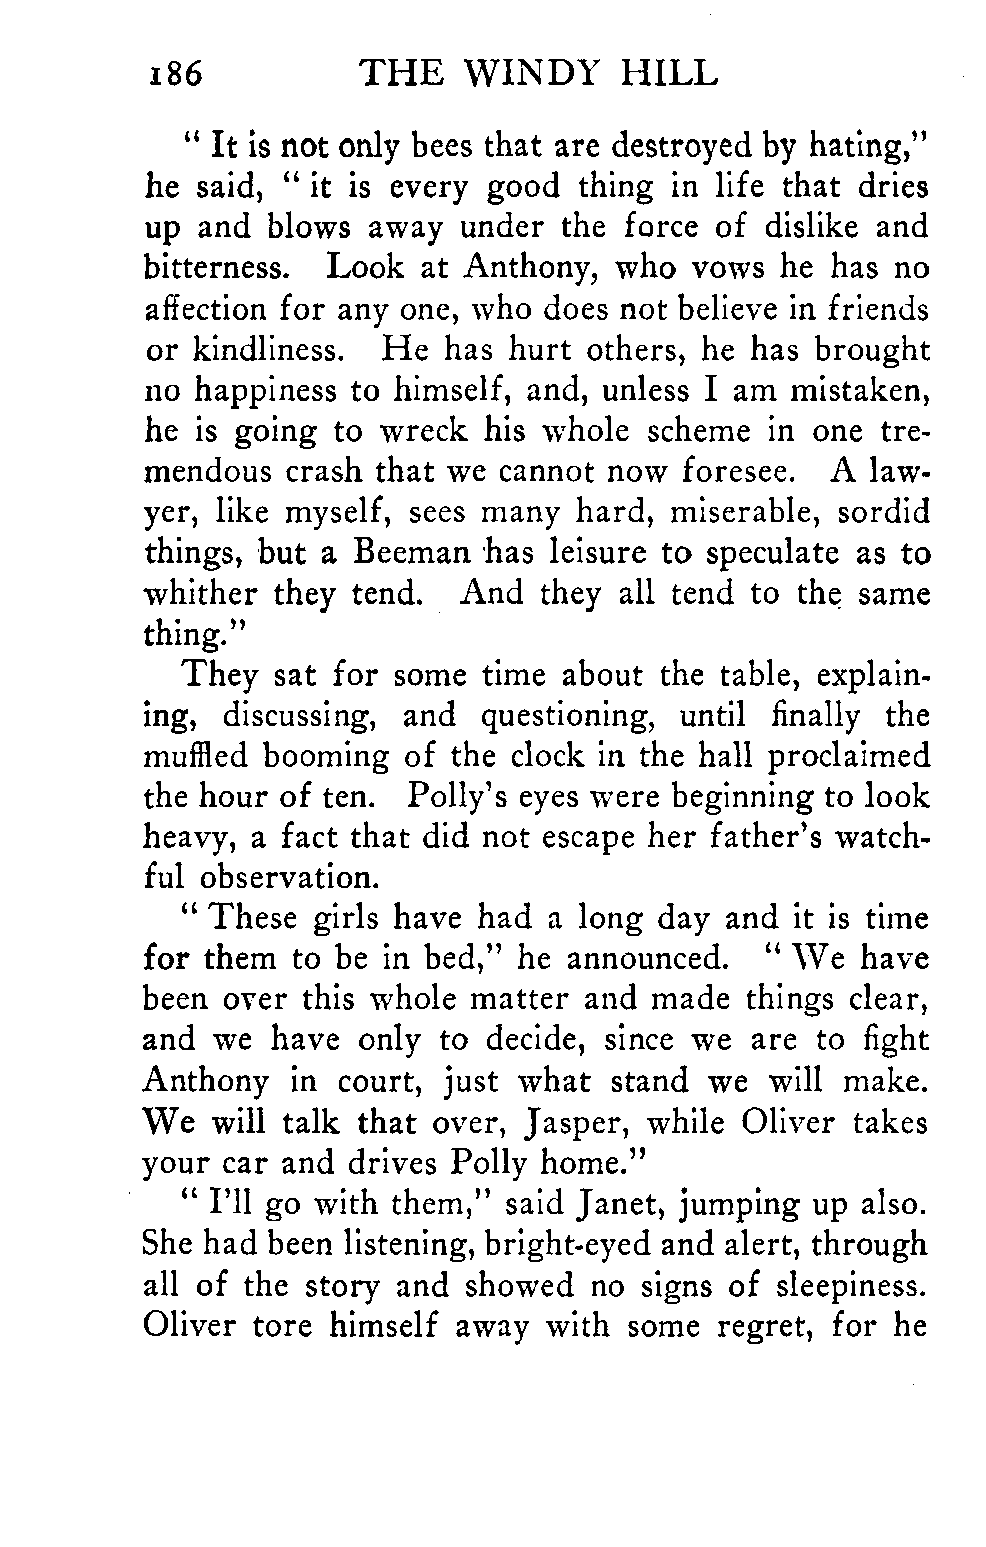 186 THE WINDY HILL
" It is not only bees that are destroyed by hating,"
he said, " it is every good thing in life that dries
up and blows away under the force of dislike and
bitterness. Look at Anthony, who vows he has no
affection for any one, who does not believe in friends
or kindliness. He has hurt others, he has brought
no happiness to himself, and, unless I am mistaken,
he is going to wreck his whole scheme in one tre-
mendous crash that we cannot now foresee. A law-
yer, like myself, sees many hard, miserable, sordid
things, but a Beeman has leisure to speculate as to
whither they tend. And they all tend to the same
thing."
They sat for some time about the table, explain-
ing, discussing, and questioning, until finally the
muffled booming of the clock in the hall proclaimed
the hour of ten. Polly's eyes were beginning to look
heavy, a fact that did not escape her father's watch-
ful observation.
" These girls have had a long day and it is time
for them to be in bed," he announced. " We have
been over this whole matter and made things clear,
and we have only to decide, since we are to fight
Anthony in court, just what stand we will make.
We will talk that over, Jasper, while Oliver takes
your car and drives Polly home."
" I'll go with them," said Janet, jumping up also.
She had been listening, bright-eyed and alert, through
all of the story and showed no signs of sleepiness.
Oliver tore himself away with some regret, for he